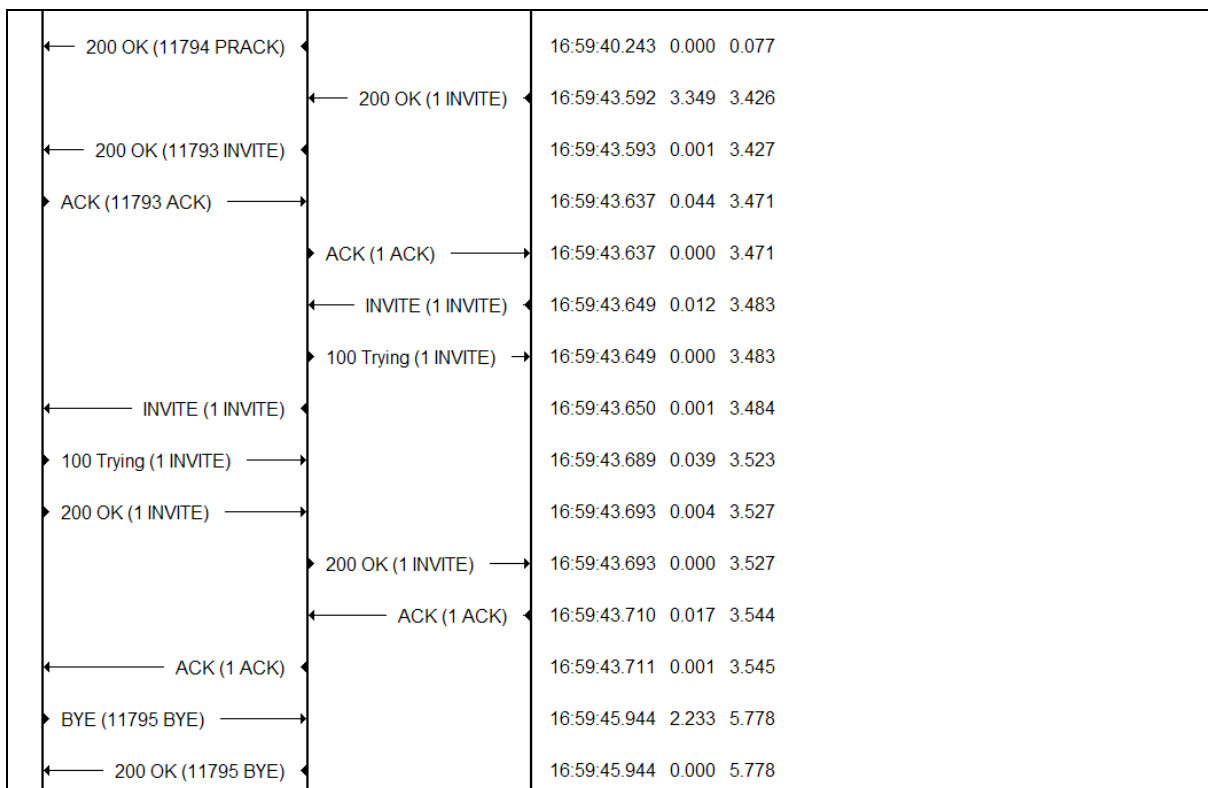 200 OK (11794 PRACK) 16:59:40.243 0.000 0.077
200 OK (1 INVITE) 16:59:43.592 3.349 3.426
200 OK (11793 INVITE) 16:59:43.593 0.001 3.427
ACK (11793 ACK) 16:59:43.637 0.044 3.471
ACK (1 ACK) 16:59:43.637 0.000 3.471
INVITE (1 INVITE) 16:59:43.649 0.012 3.483
100 Trying (1 INVITE) 16:59:43.649 0.000 3.483
INVITE (1 INVITE) 16:59:43.650 0.001 3.484
100 Trying (1 INVITE) 16:59:43.689 0.039 3.523
200 OK (1 INVITE) 16:59:43.693 0.004 3.527
200 OK (1 INVITE) 16:59:43.693 0.000 3.527
ACK (1 ACK) 16:59:43.710 0.017 3.544
ACK (1 ACK) 16:59:43.711 0.001 3.545
BYE (11795 BYE) 16:59:45.944 2.233 5.778
200 OK (11795 BYE) 16:59:45.944 0.000 5.778